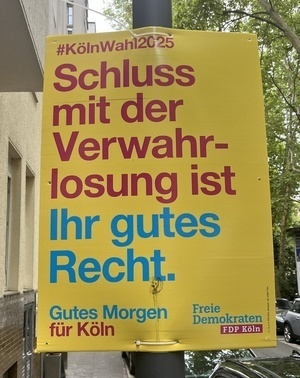 #KölnWahl2025
Schluss
mit der
Verwahr-
losung ist
Ihr gutes
Recht.
Gutes Morgen
für Köln
Freie
Demokraten
FDP Köln